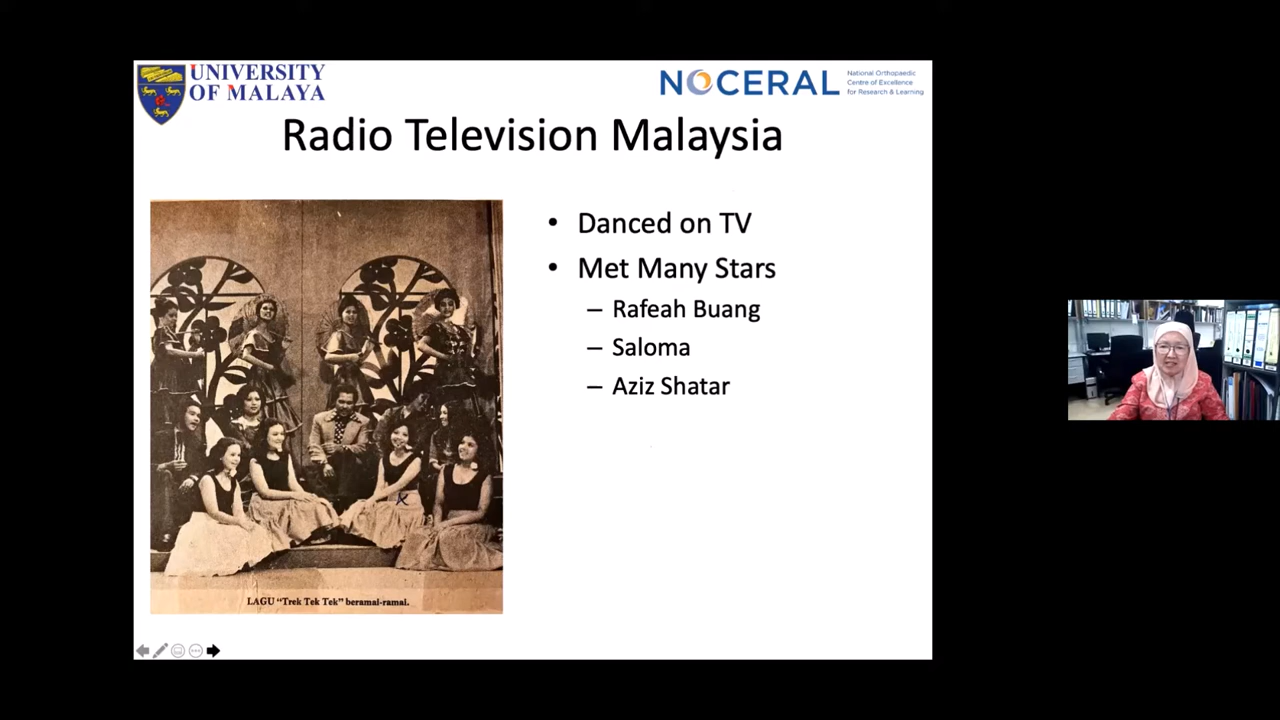 UNIVERSITY
OF MALAYA
NOCERAL
National Orthopaedic
Centre of Excellence
for Research & Learning
Radio Television Malaysia
• Danced on TV
• Met Many Stars
– Rafeah Buang
– Saloma
– Aziz Shatar
LAGU "Trek Tek Tek" beramai-ramai.